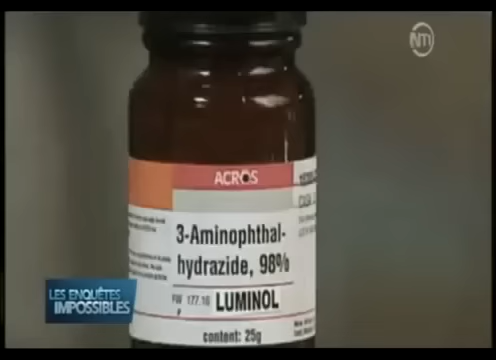 NT1
ACROS
3-Aminophthal-
hydrazide, 98%
FW 177.16 LUMINOL
content: 25g
LES ENQUÊTES
IMPOSSIBLES